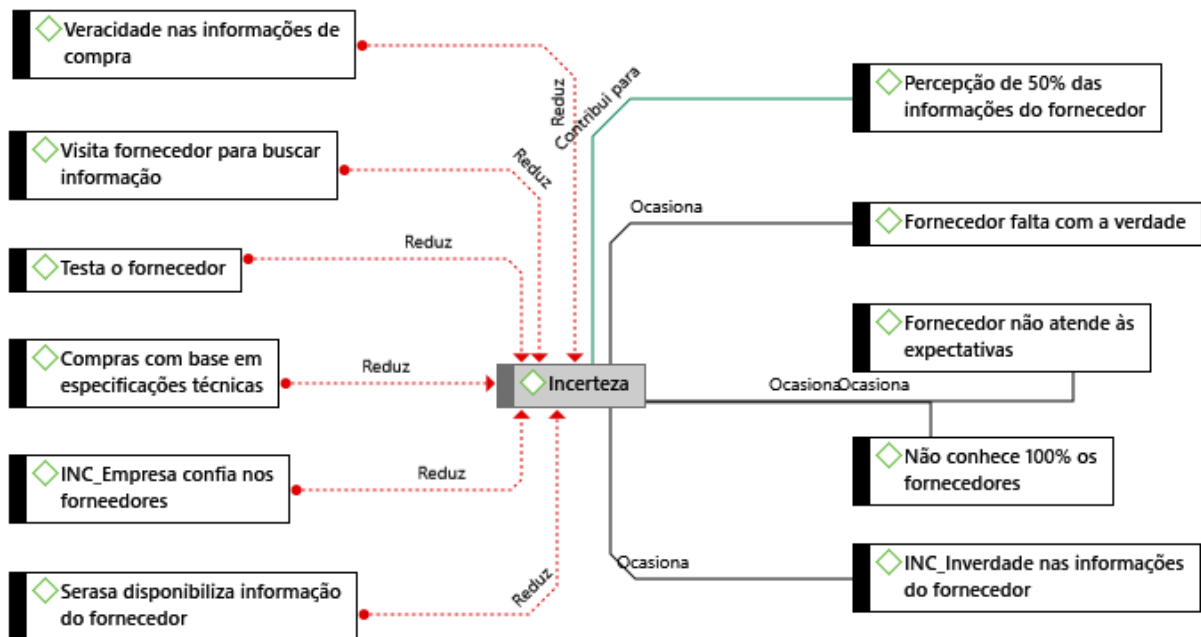 Veracidade nas informações de
compra
Reduz
Visita fornecedor para buscar
informação
Reduz
Testa o fornecedor
Reduz
Compras com base em
especificações técnicas
Reduz
INC_Empresa confia nos
forneedores
Reduz
Serasa disponibiliza informação
do fornecedor
Reduz
Incerteza
Contribui para
Percepção de 50% das
informações do fornecedor
Ocasiona
Fornecedor falta com a verdade
Ocasiona
Fornecedor não atende às
expectativas
Ocasiona
Não conhece 100% os
fornecedores
Ocasiona
INC_Inverdade nas informações
do fornecedor